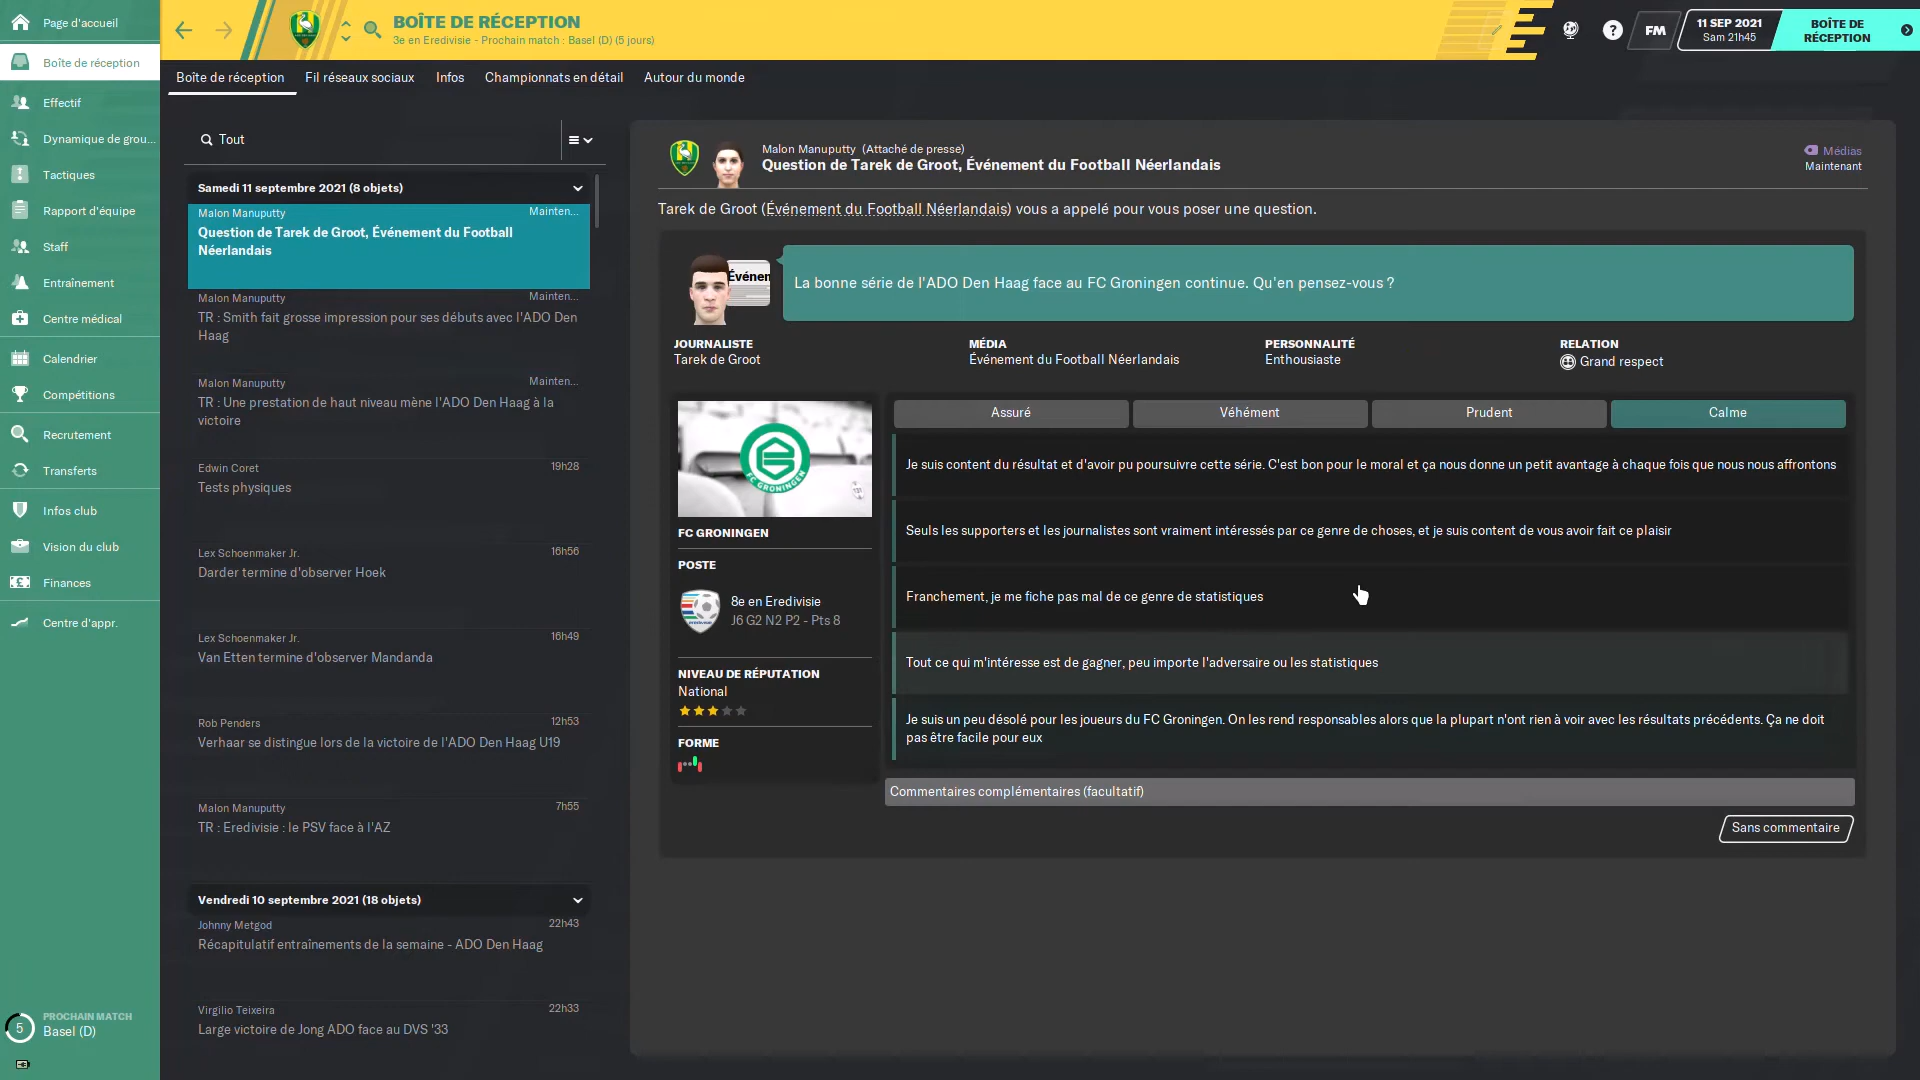 Page d'accueil
Boîte de réception
Effectif
Dynamique de grou...
Tactiques
Rapport d'équipe
Staff
Entraînement
Centre médical
Calendrier
Compétitions
Recrutement
Transferts
Infos club
Vision du club
Finances
Centre d'appr.
5
PROCHAIN MATCH
Basel (D)
BOÎTE DE RÉCEPTION
3e en Eredivisie - Prochain match : Basel (D) (5 jours)
?
FM
11 SEP 2021
Sam 21h45
BOÎTE DE
RÉCEPTION
Boîte de réception
Fil réseaux sociaux
Infos
Championnats en détail
Autour du monde
Tout
Samedi 11 septembre 2021 (8 objets)
Malon Manuputty Mainten...
Question de Tarek de Groot, Événement du Football
Néerlandais
Malon Manuputty Mainten...
TR : Smith fait grosse impression pour ses débuts avec l'ADO Den
Haag
Malon Manuputty Mainten...
TR : Une prestation de haut niveau mène l'ADO Den Haag à la
victoire
Edwin Coret 19h28
Tests physiques
Lex Schoenmaker Jr. 16h56
Darder termine d'observer Hoek
Lex Schoenmaker Jr. 16h49
Van Etten termine d'observer Mandanda
Rob Penders 12h53
Verhaar se distingue lors de la victoire de l'ADO Den Haag U19
Malon Manuputty 7h55
TR : Eredivisie : le PSV face à l'AZ
Vendredi 10 septembre 2021 (18 objets)
Johnny Metgod 22h43
Récapitulatif entraînements de la semaine - ADO Den Haag
Virgilio Teixeira 22h33
Large victoire de Jong ADO face au DVS '33
Malon Manuputty (Attaché de presse)
Question de Tarek de Groot, Événement du Football Néerlandais
Médias
Maintenant
Tarek de Groot (Événement du Football Néerlandais) vous a appelé pour vous poser une question.
Événen
La bonne série de l'ADO Den Haag face au FC Groningen continue. Qu'en pensez-vous ?
JOURNALISTE
Tarek de Groot
MÉDIA
Événement du Football Néerlandais
PERSONNALITÉ
Enthousiaste
RELATION
Grand respect
FC GRONINGEN
FC GRONINGEN
POSTE
8e en Eredivisie
J6 G2 N2 P2 - Pts 8
NIVEAU DE RÉPUTATION
National
FORME
Assuré
Véhément
Prudent
Calme
Je suis content du résultat et d'avoir pu poursuivre cette série. C'est bon pour le moral et ça nous donne un petit avantage à chaque fois que nous nous affrontons
Seuls les supporters et les journalistes sont vraiment intéressés par ce genre de choses, et je suis content de vous avoir fait ce plaisir
Franchement, je me fiche pas mal de ce genre de statistiques
Tout ce qui m'intéresse est de gagner, peu importe l'adversaire ou les statistiques
Je suis un peu désolé pour les joueurs du FC Groningen. On les rend responsables alors que la plupart n'ont rien à voir avec les résultats précédents. Ça ne doit
pas être facile pour eux
Commentaires complémentaires (facultatif)
Sans commentaire